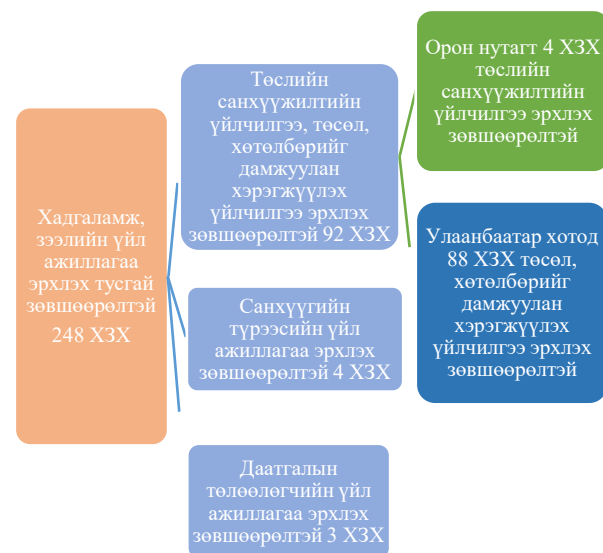 Хадгаламж,
зээлийн үйл
ажиллагаа
эрхлэх тусгай
зөвшөөрөлтэй
248 ХЗХ
Төслийн
санхүүжилтийн
үйлчилгээ, төсөл,
хөтөлбөрийг
дамжуулан
хэрэгжүүлэх
үйлчилгээ эрхлэх
зөвшөөрөлтэй 92 ХЗХ
Санхүүгийн
түрээсийн үйл
ажиллагаа эрхлэх
зөвшөөрөлтэй 4 ХЗХ
Даатгалын
төлөөлөгчийн үйл
ажиллагаа эрхлэх
зөвшөөрөлтэй 3 ХЗХ
Орон нутагт 4 ХЗХ
төслийн
санхүүжилтийн
үйлчилгээ эрхлэх
зөвшөөрөлтэй
Улаанбаатар хотод
88 ХЗХ төсөл,
хөтөлбөрийг
дамжуулан
хэрэгжүүлэх
үйлчилгээ эрхлэх
зөвшөөрөлтэй